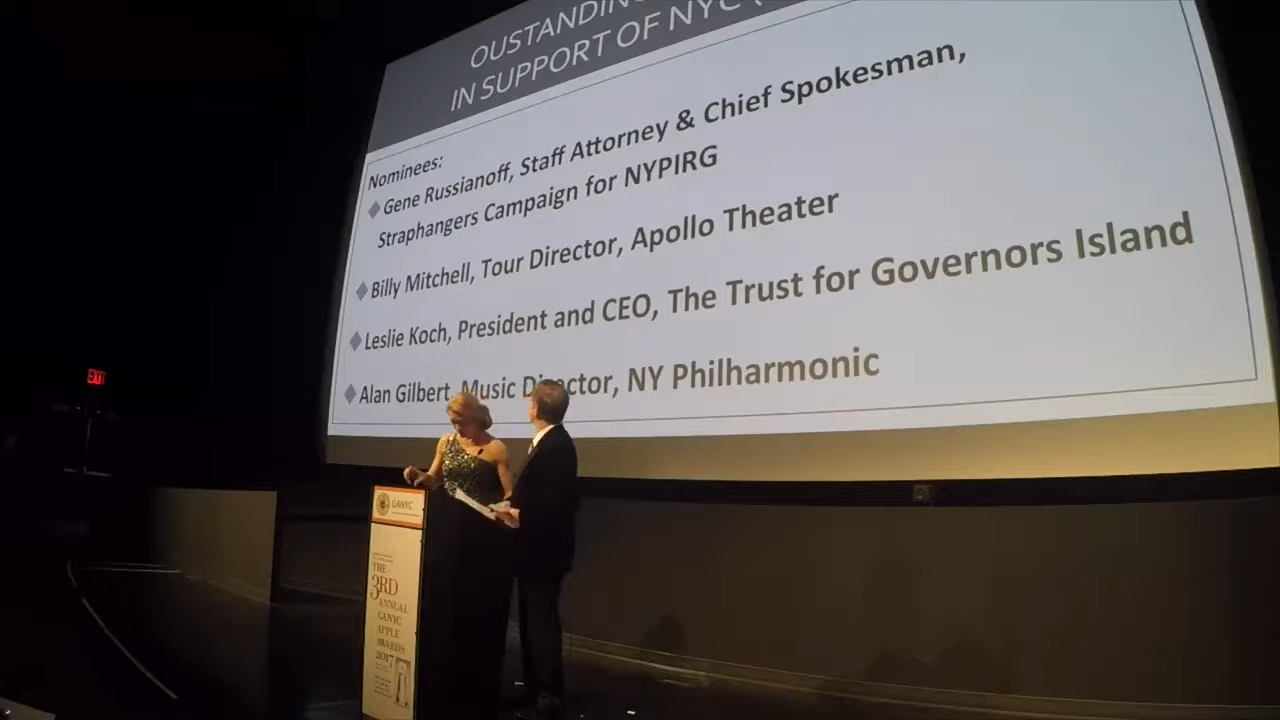 OUSTANDING
IN SUPPORT OF NYC
Nominees:
Gene Russianoff, Staff Attorney & Chief Spokesman,
Straphangers Campaign for NYPIRG
Billy Mitchell, Tour Director, Apollo Theater
Leslie Koch, President and CEO, The Trust for Governors Island
Alan Gilbert, Music Director, NY Philharmonic
EXIT
GANYC
THE
3RD
ANNUAL
GANYC
APPLE
AWARDS
2017